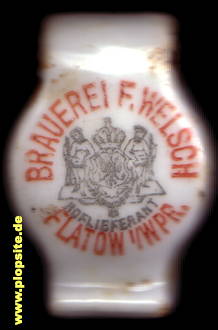 BRAUEREI F. WELSCH
HOFLIEFERANT
FLATOW i/WPR.
www.plopsite.de